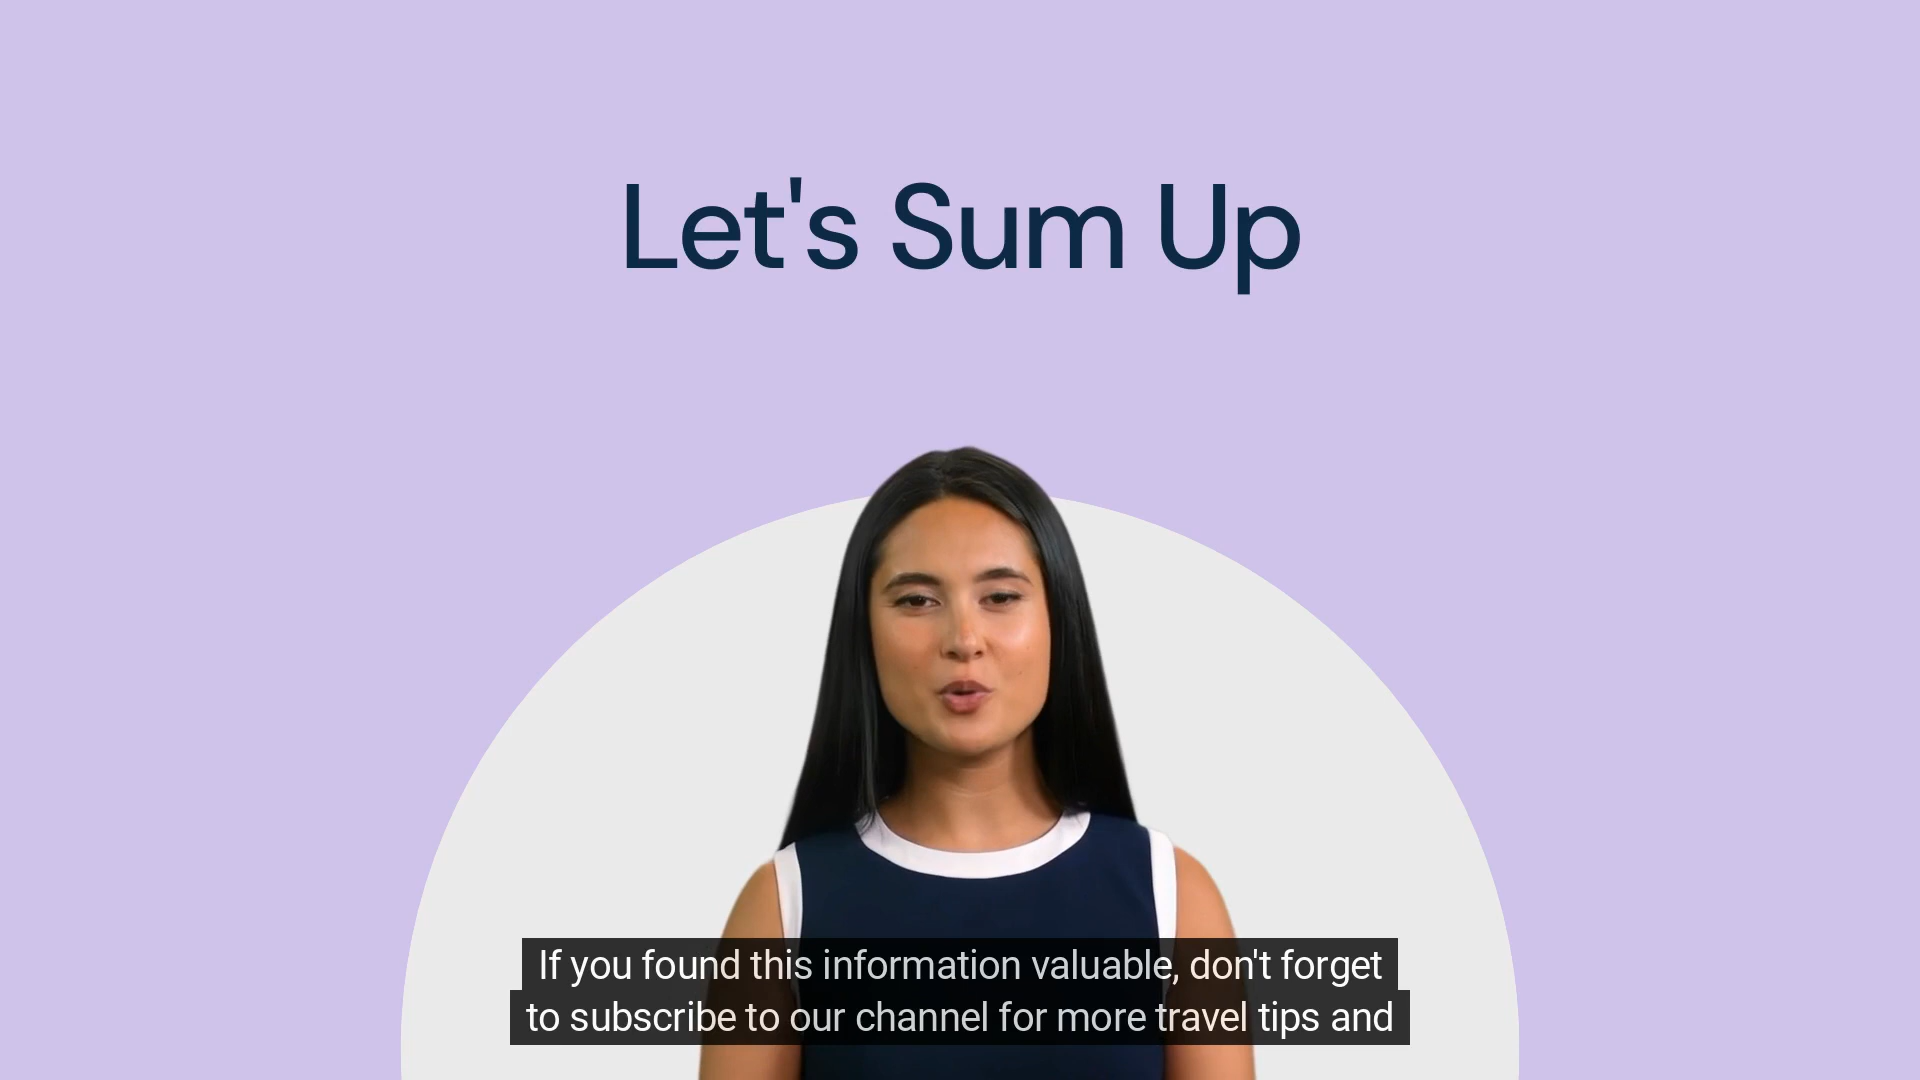 Let's Sum Up
If you found this information valuable, don't forget
to subscribe to our channel for more travel tips and